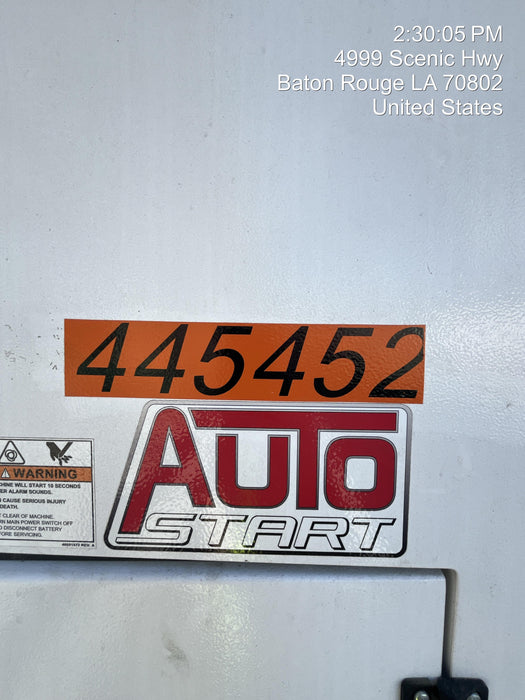 2:30:05 PM
4999 Scenic Hwy
Baton Rouge LA 70802
United States
445452
AUTO
START
WARNING
CHINE WILL START 10 SECONDS
ER ALARM SOUNDS.
CAUSE SERIOUS INJURY
DEATH.
CLEAR OF MACHINE.
RN MAIN POWER SWITCH OFF
DISCONNECT BATTERY
FORE SERVICING.